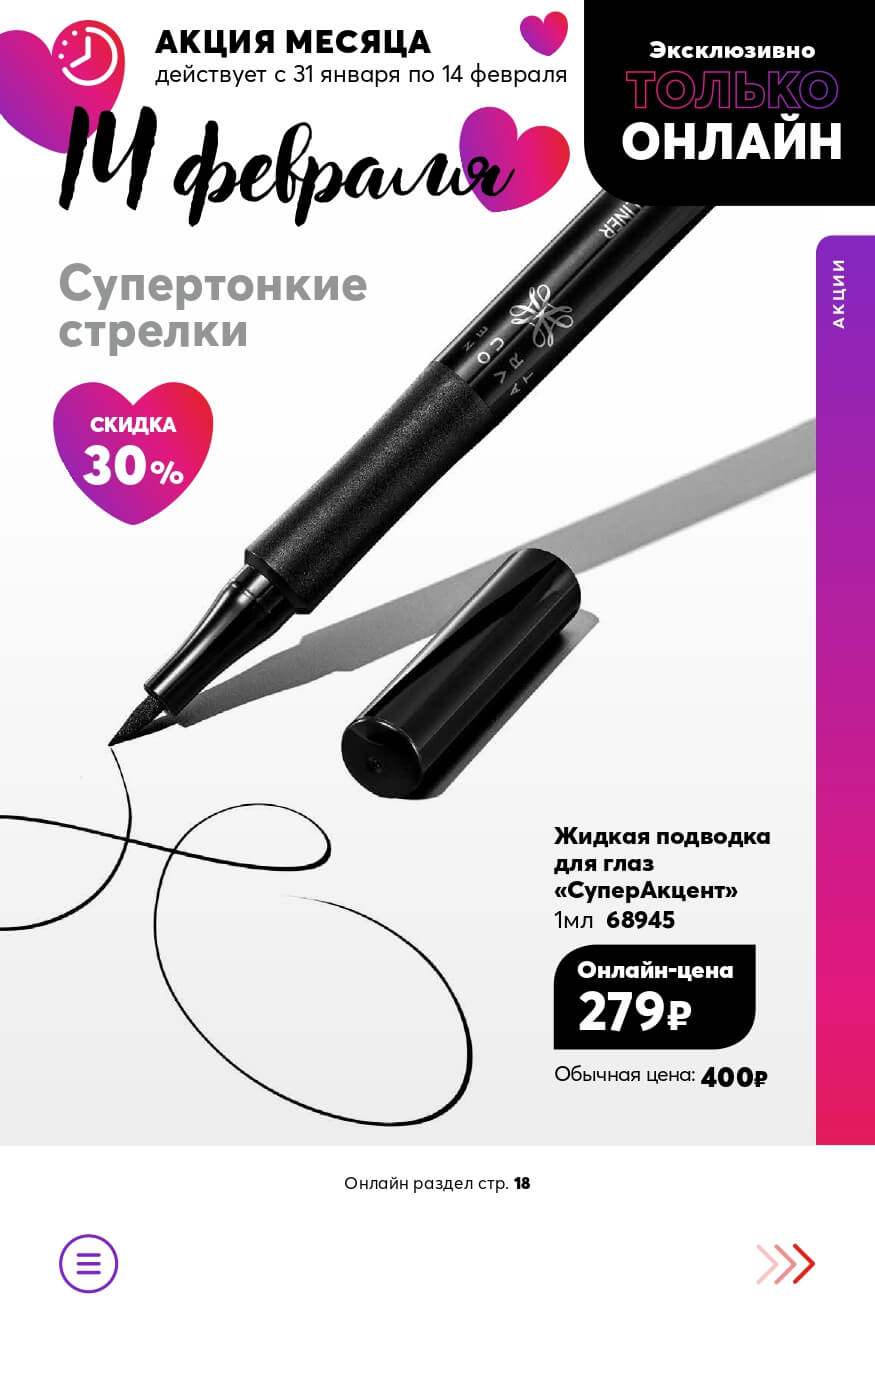 АКЦИЯ МЕСЯЦА
действует с 31 января по 14 февраля
14 февраля
Эксклюзивно
ТОЛЬКО
ОНЛАЙН
АКЦИИ
Супертонкие
стрелки
СКИДКА
30%
LINER
Жидкая подводка
для глаз
«СуперАкцент»
1мл 68945
Онлайн-цена
279₽
Обычная цена: 400₽
Онлайн раздел стр. 18